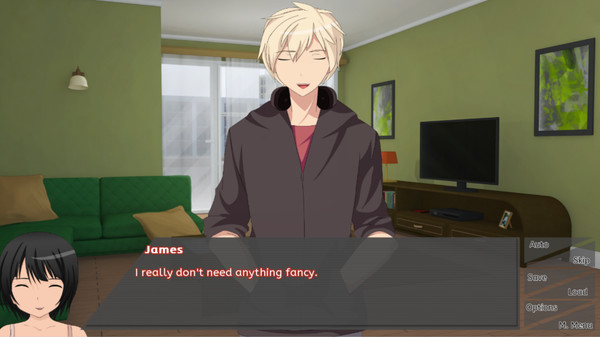 James
I really don't need anything fancy.
Auto
Skip
Save
Load
Options
M. Menu